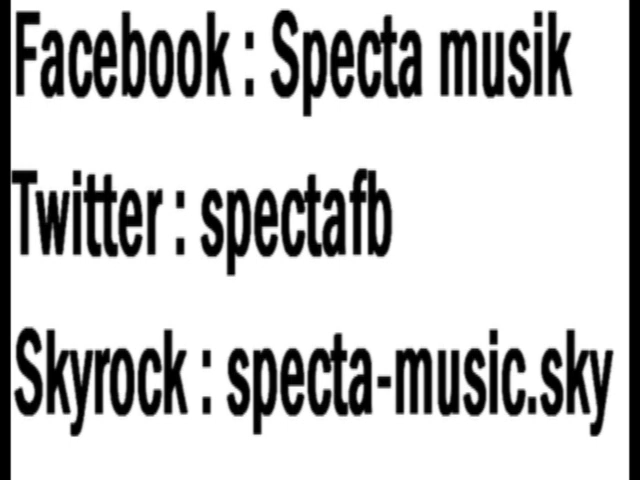 Facebook : Specta musik
Twitter : spectafb
Skyrock : specta-music.sky